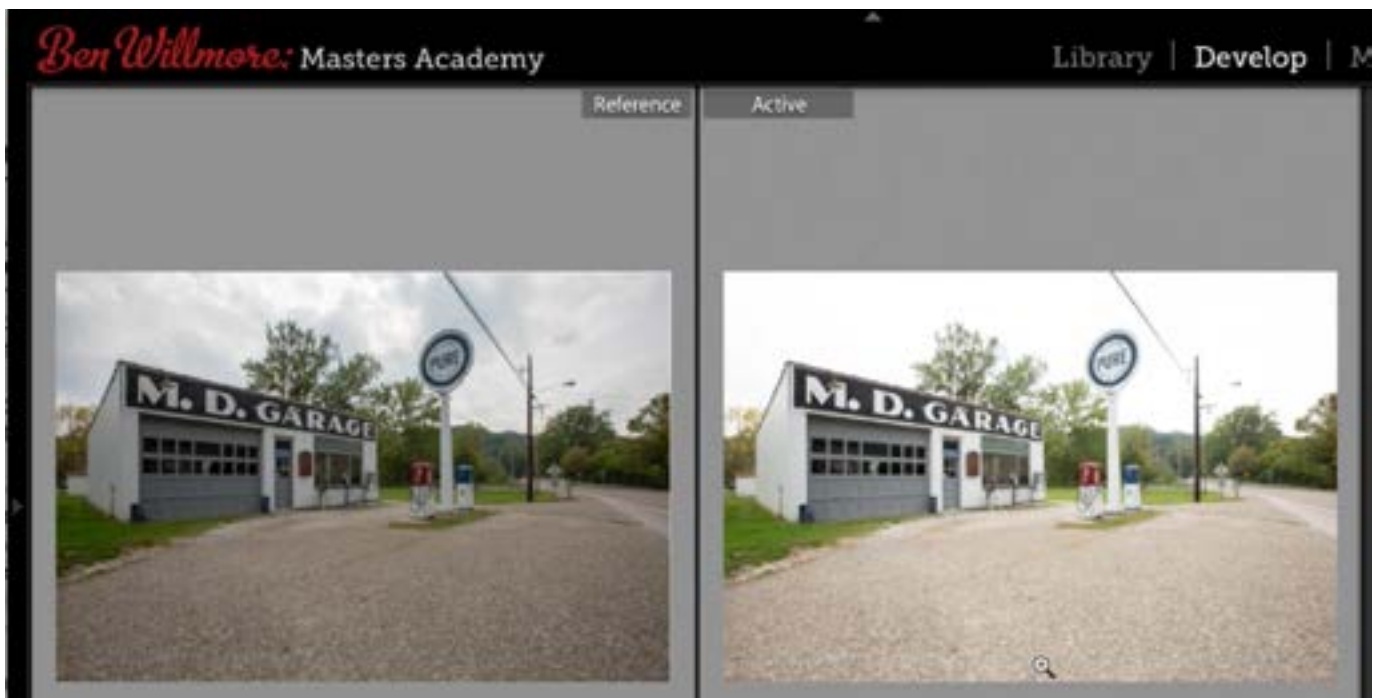 Ben Willmore: Masters Academy
Library | Develop | M
Reference
Active
M. D. GARAGE
PURE
M. D. GARAGE
PURE